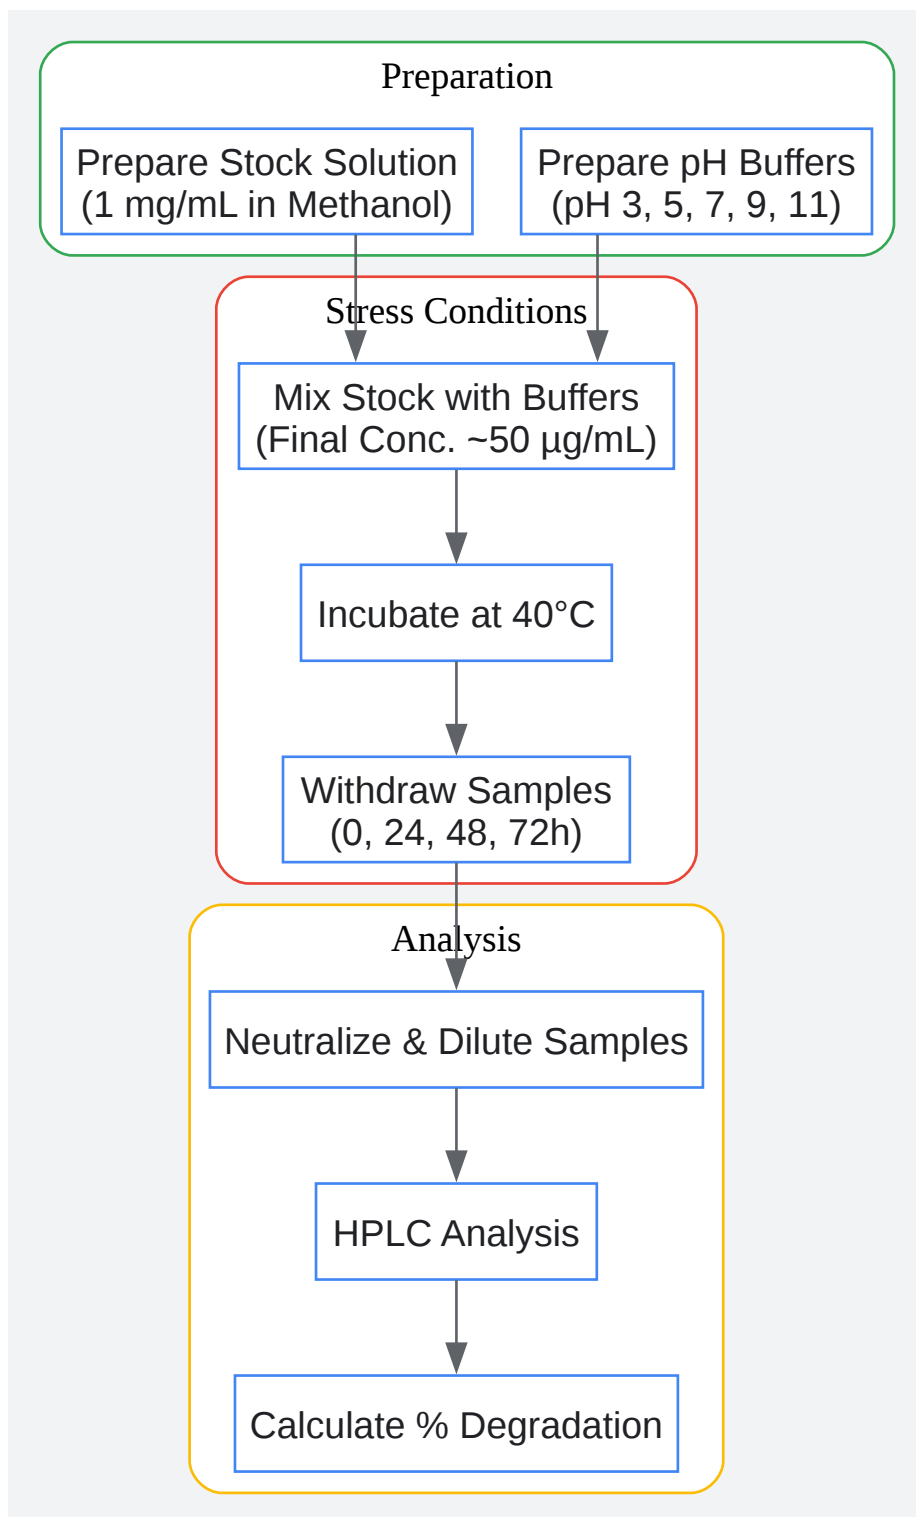 Preparation
Prepare Stock Solution
(1 mg/mL in Methanol)
Prepare pH Buffers
(pH 3, 5, 7, 9, 11)
Stress Conditions
Mix Stock with Buffers
(Final Conc. ~50 µg/mL)
Incubate at 40°C
Withdraw Samples
(0, 24, 48, 72h)
Analysis
Neutralize & Dilute Samples
HPLC Analysis
Calculate % Degradation